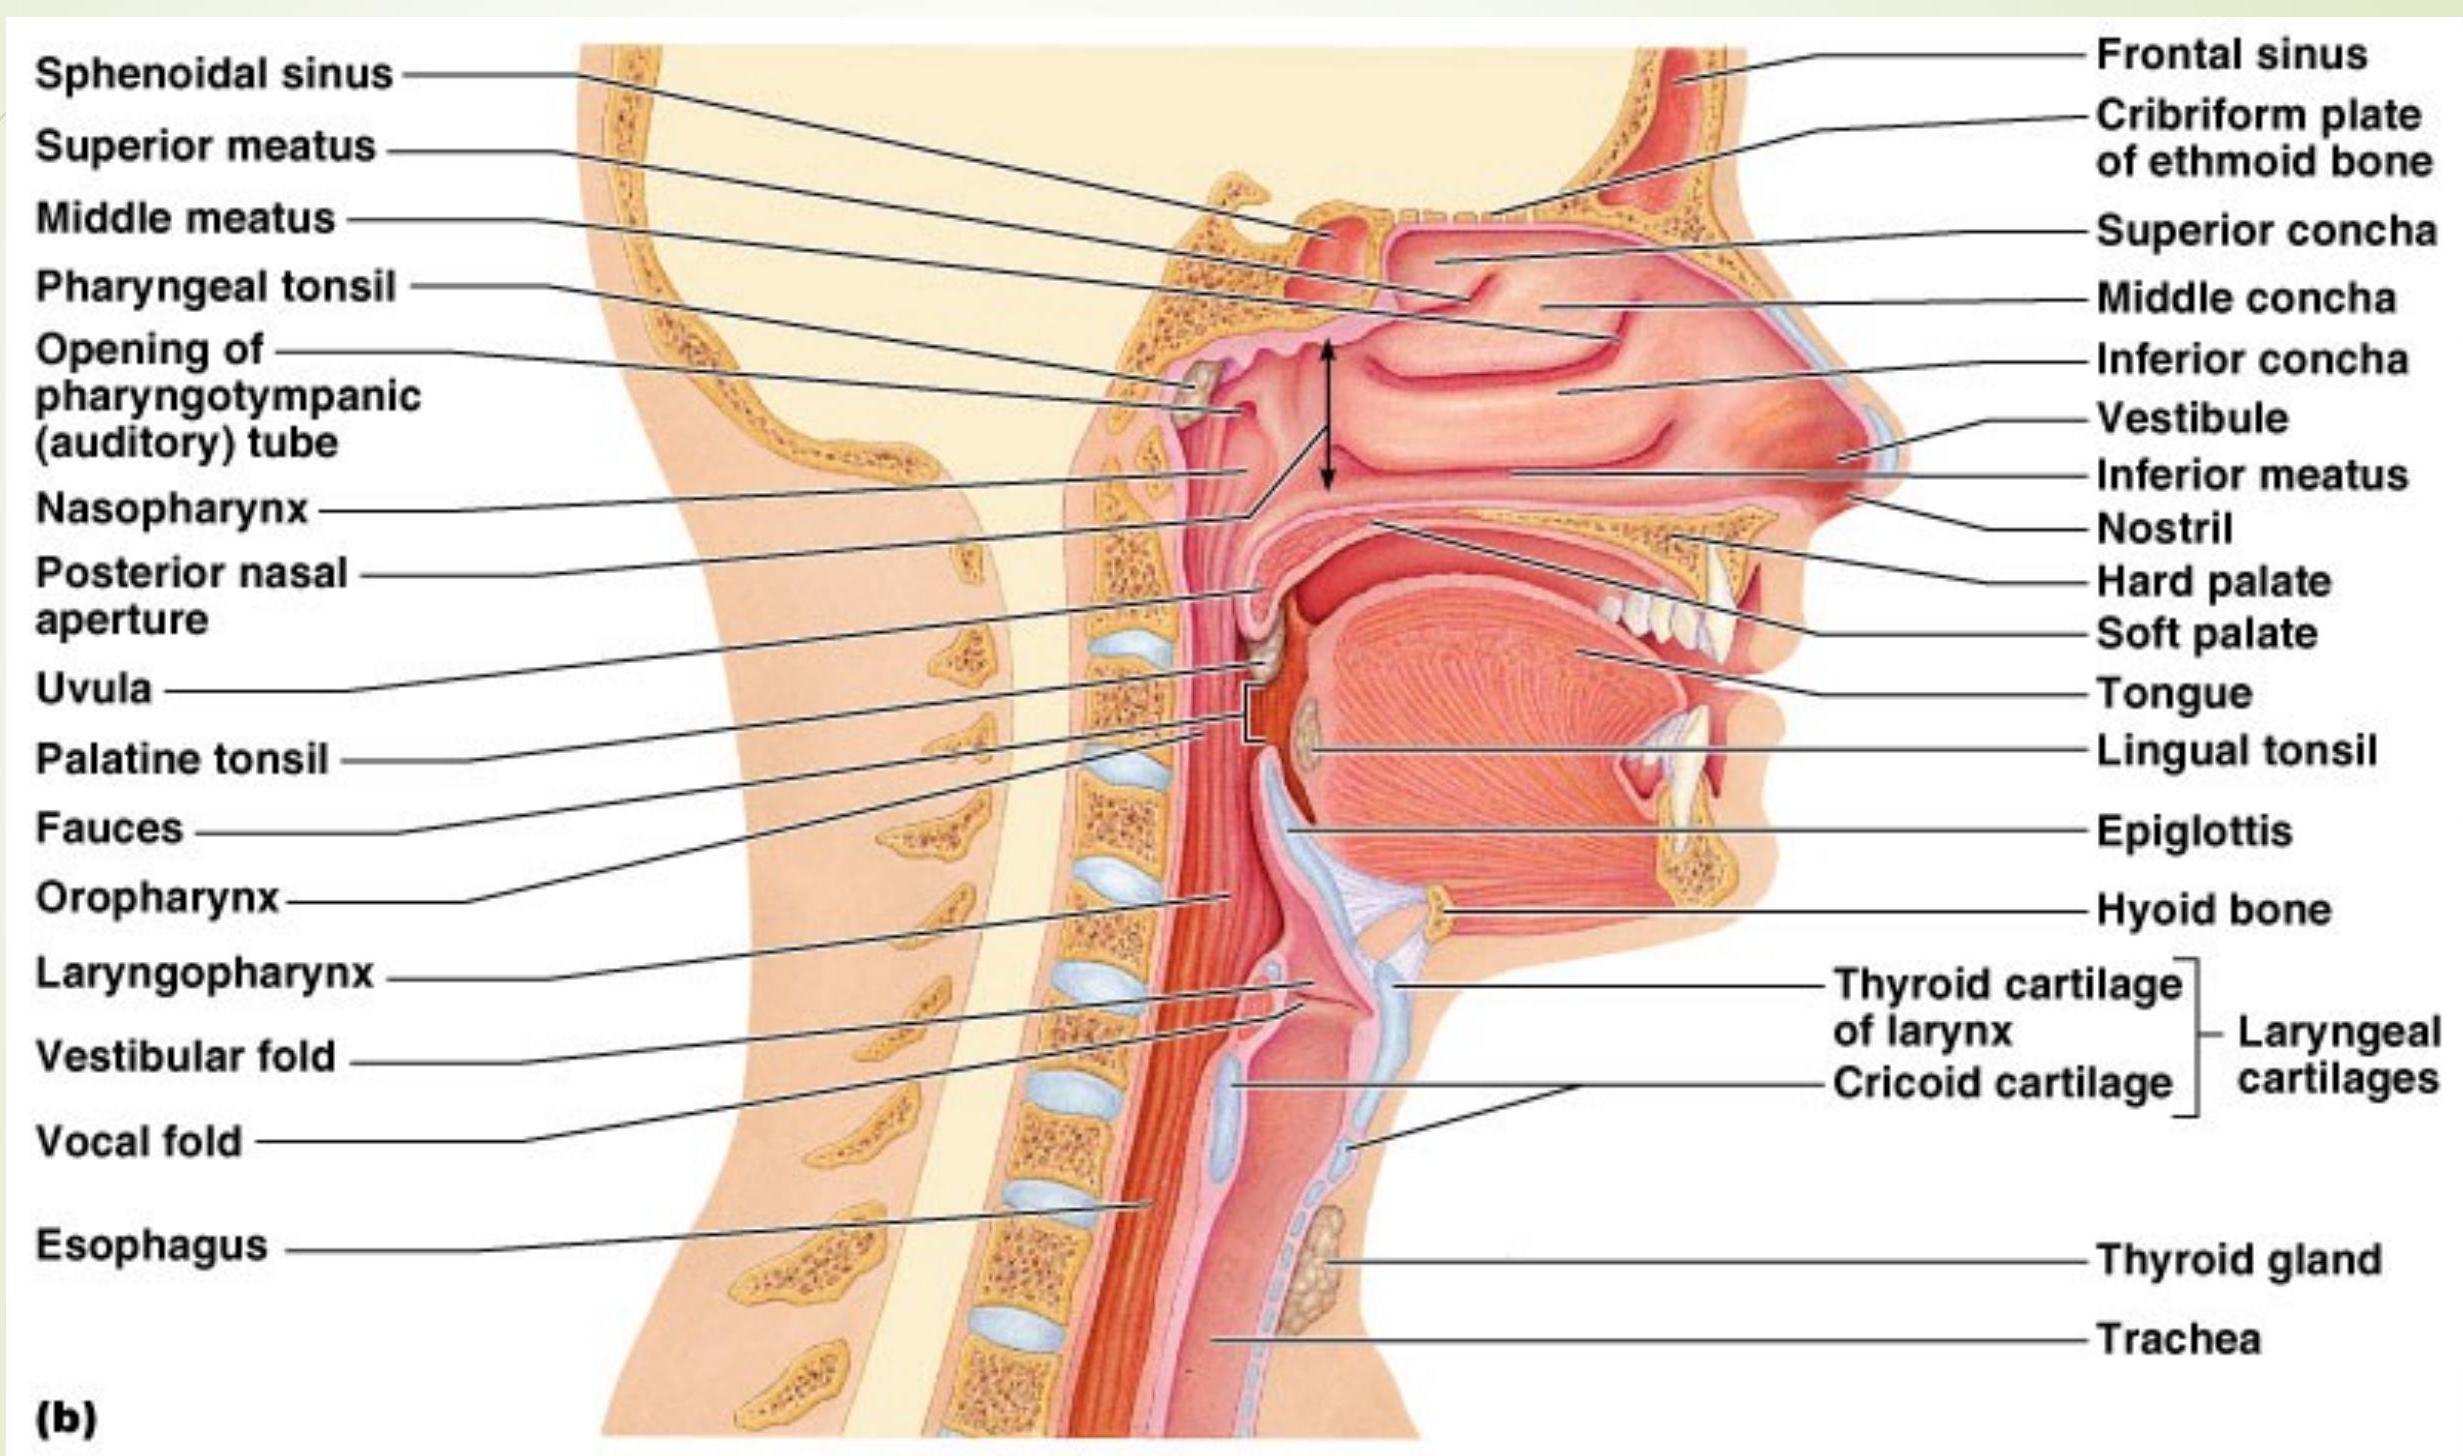 Sphenoidal sinus
Superior meatus
Middle meatus
Pharyngeal tonsil
Opening of
pharyngotympanic
(auditory) tube
Nasopharynx
Posterior nasal
aperture
Uvula
Palatine tonsil
Fauces
Oropharynx
Laryngopharynx
Vestibular fold
Vocal fold
Esophagus
(b)
Frontal sinus
Cribriform plate
of ethmoid bone
Superior concha
Middle concha
Inferior concha
Vestibule
Inferior meatus
Nostril
Hard palate
Soft palate
Tongue
Lingual tonsil
Epiglottis
Hyoid bone
Thyroid cartilage
of larynx
Cricoid cartilage
Laryngeal
cartilages
Thyroid gland
Trachea